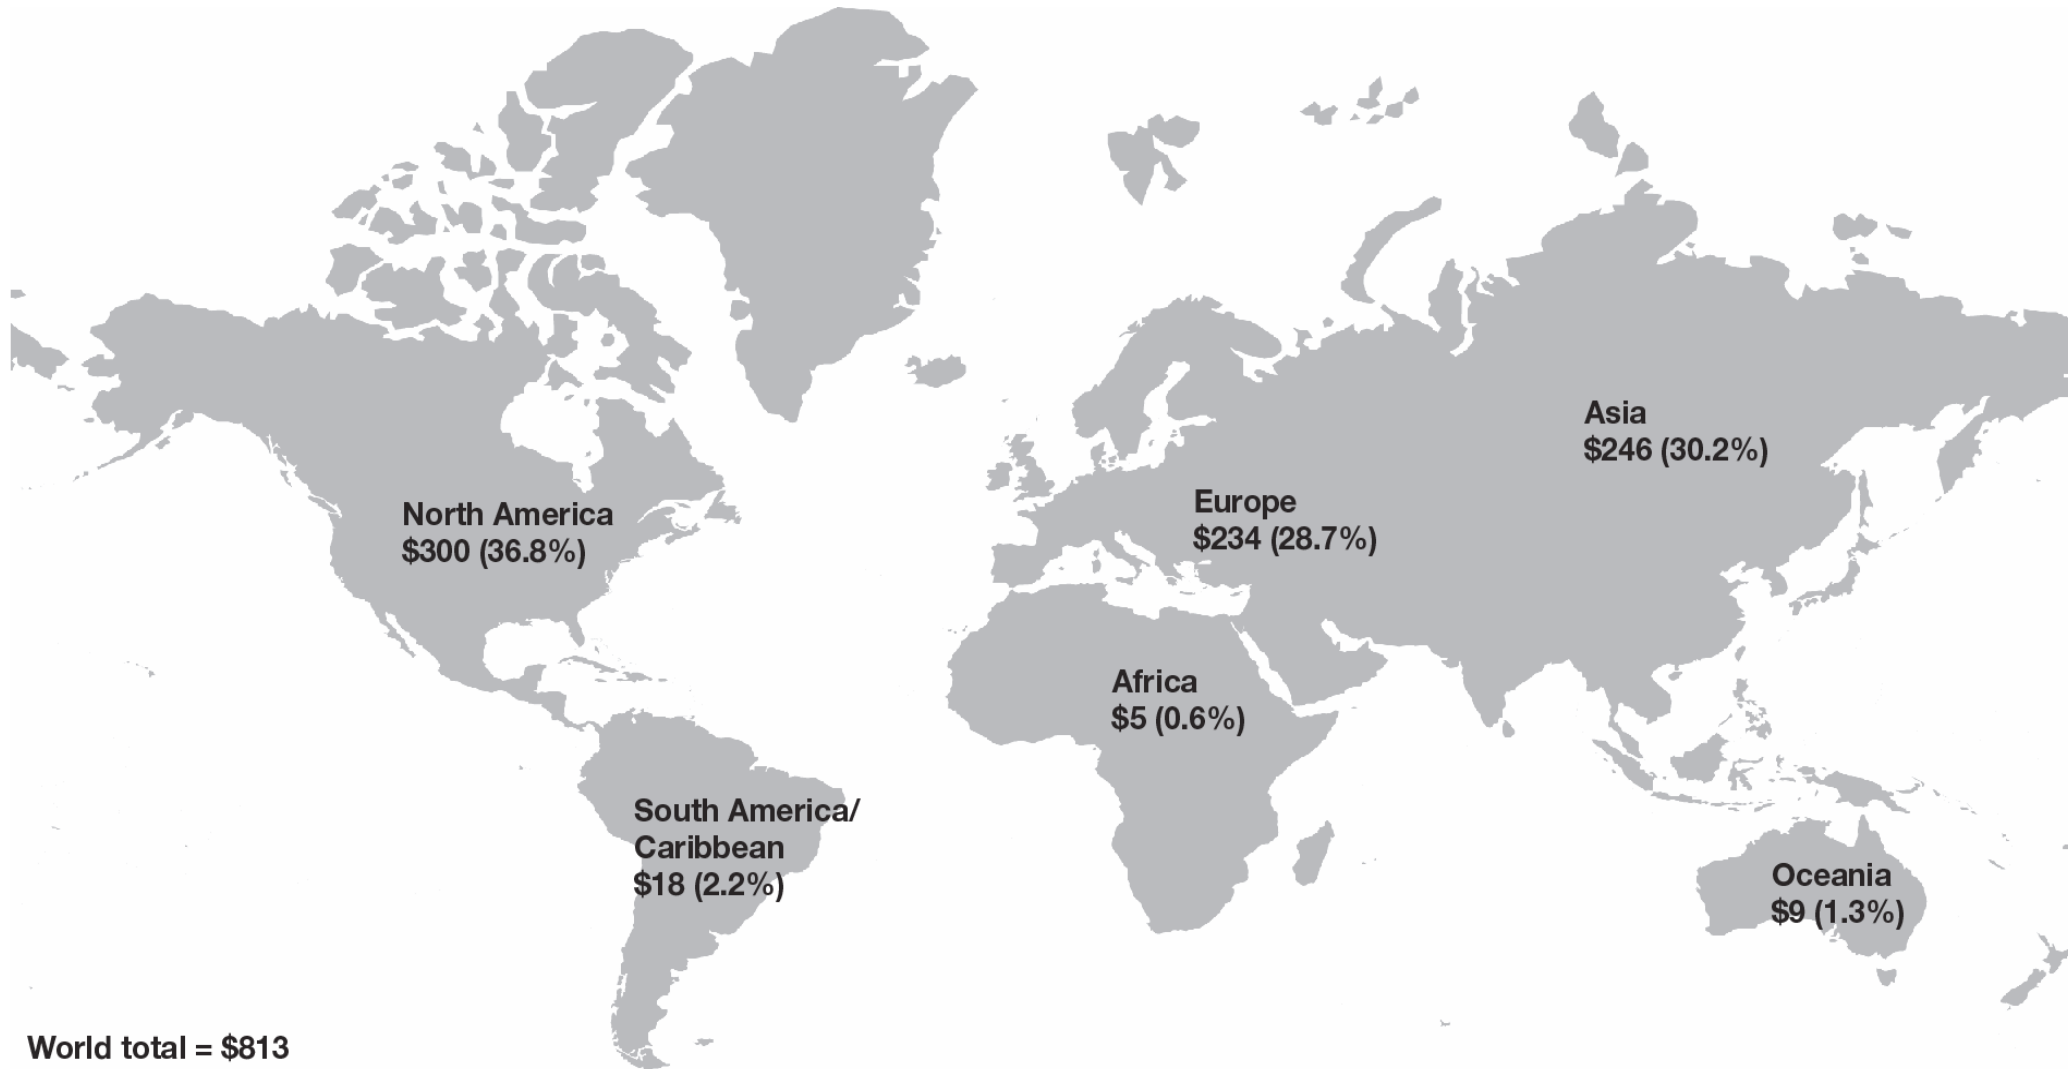 Asia
$246 (30.2%)
Europe
$234 (28.7%)
North America
$300 (36.8%)
Africa
$5 (0.6%)
South America/
Caribbean
$18 (2.2%)
Oceania
$9 (1.3%)
World total = $813